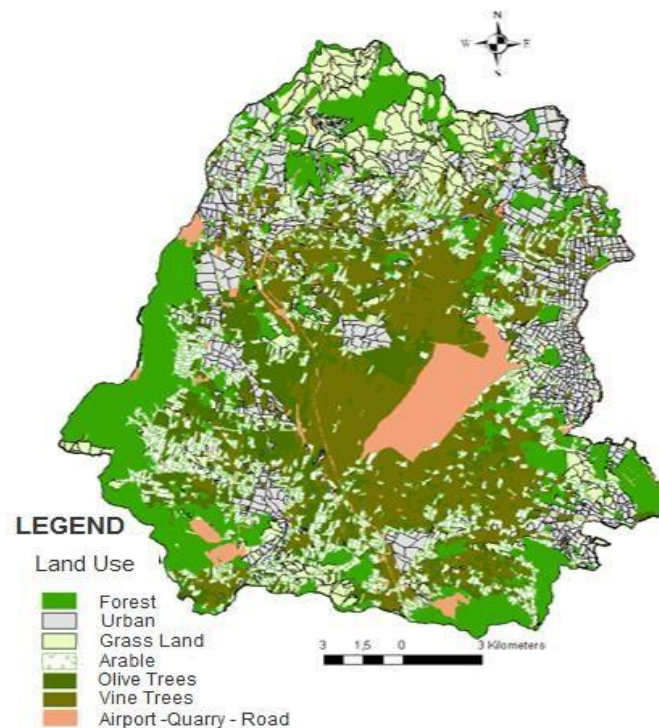 N
W E
S
LEGEND
Land Use
Forest
Urban
Grass Land
Arable
Olive Trees
Vine Trees
Airport -Quarry - Road
3 1,5 0 3 Kilometers